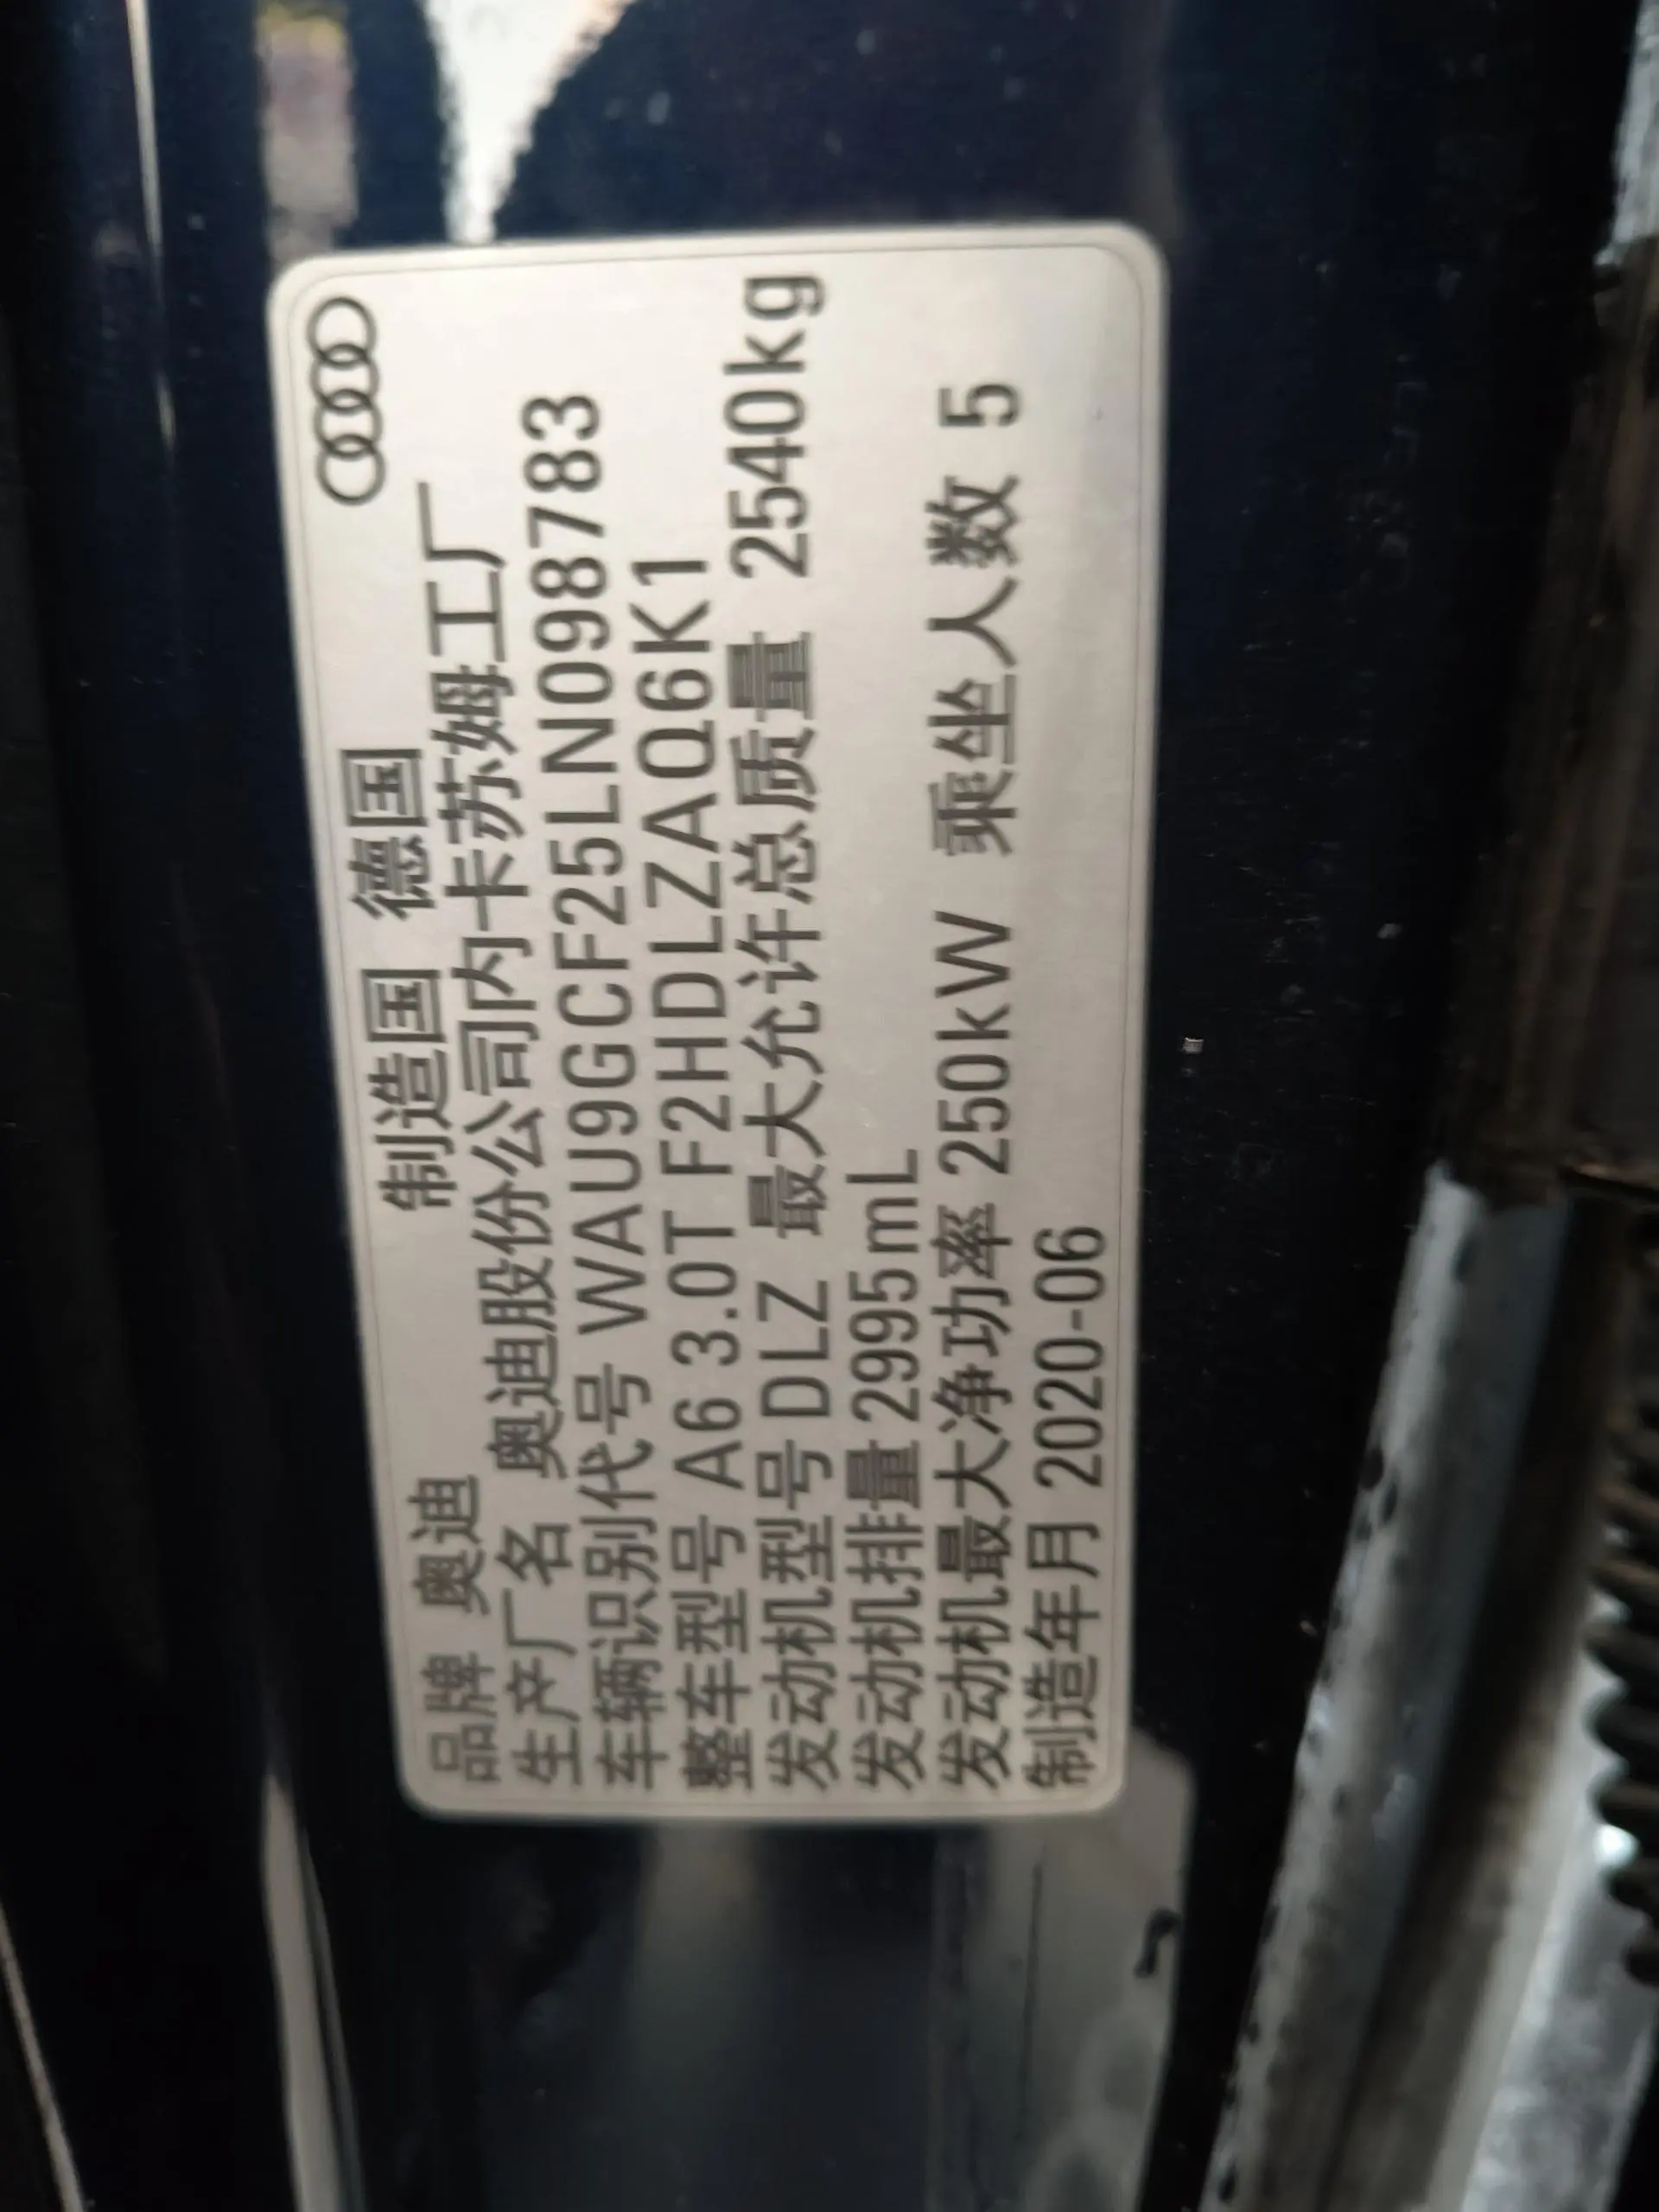 品牌 奥迪 制造国 德国
生产厂名 奥迪股份公司内卡苏姆工厂
车辆识别代号 WAU9GCF25LN098783
整车型号 A6 3.0T F2HDLZAQ6K1
发动机型号 DLZ 最大允许总质量 2540kg
发动机排量 2995mL
发动机最大净功率 250kW 乘坐人数 5
制造年月 2020-06